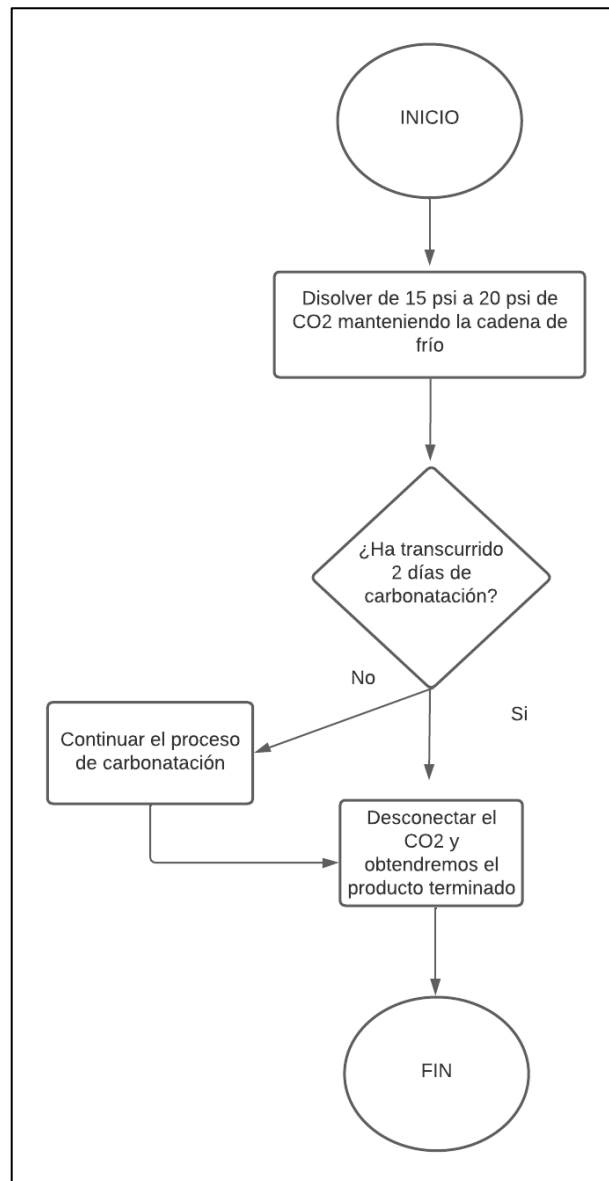 INICIO
Disolver de 15 psi a 20 psi de
CO2 manteniendo la cadena de
frío
¿Ha transcurrido
2 días de
carbonatación?
No
Si
Continuar el proceso
de carbonatación
Desconectar el
CO2 y
obtendremos el
producto terminado
FIN